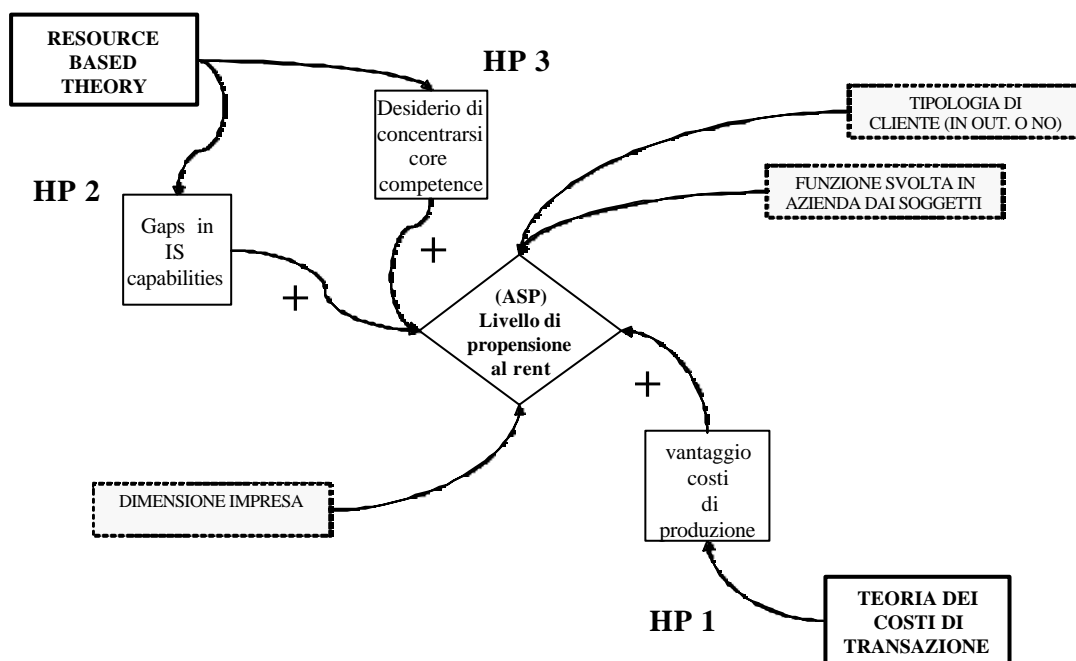 RESOURCE
BASED
THEORY
HP 3
Desiderio di
concentrarsi
core
competence
TIPOLOGIA DI
CLIENTE (IN OUT. O NO)
HP 2
FUNZIONE SVOLTA IN
AZIENDA DAI SOGGETTI
Gaps in
IS
capabilities
+
+
(ASP)
Livello di
propensione
al rent
+
vantaggio
costi
di
produzione
DIMENSIONE IMPRESA
HP 1
TEORIA DEI
COSTI DI
TRANSAZIONE